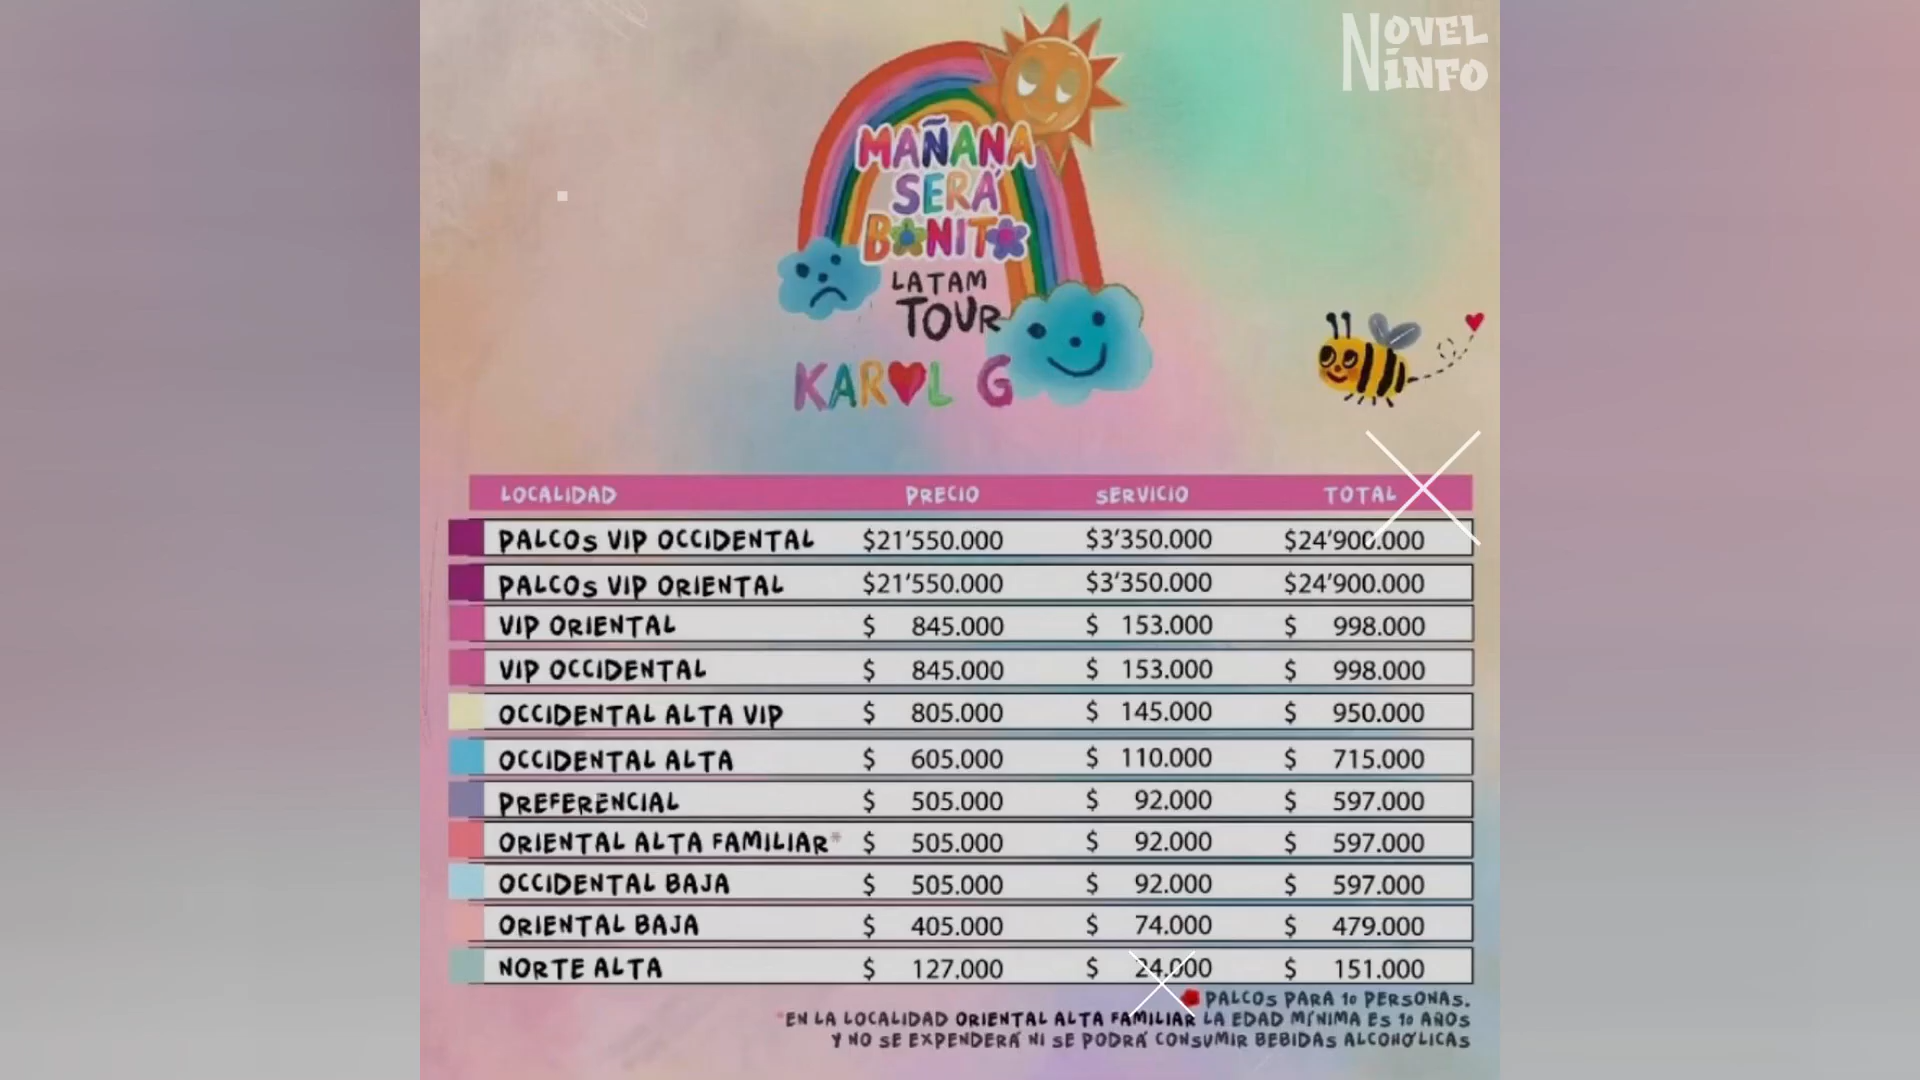 NOVEL
INFO
MAÑANA
SERÁ
BONITO
LATAM
TOUR
KAROL G
LOCALIDAD PRECIO SERVICIO TOTAL
PALCOS VIP OCCIDENTAL $21'550.000 $3'350.000 $24'900.000
PALCOS VIP ORIENTAL $21'550.000 $3'350.000 $24'900.000
VIP ORIENTAL $ 845.000 $ 153.000 $ 998.000
VIP OCCIDENTAL $ 845.000 $ 153.000 $ 998.000
OCCIDENTAL ALTA VIP $ 805.000 $ 145.000 $ 950.000
OCCIDENTAL ALTA $ 605.000 $ 110.000 $ 715.000
PREFERENCIAL $ 505.000 $ 92.000 $ 597.000
ORIENTAL ALTA FAMILIAR* $ 505.000 $ 92.000 $ 597.000
OCCIDENTAL BAJA $ 505.000 $ 92.000 $ 597.000
ORIENTAL BAJA $ 405.000 $ 74.000 $ 479.000
NORTE ALTA $ 127.000 $ 24.000 $ 151.000
PALCOS PARA 10 PERSONAS.
*EN LA LOCALIDAD ORIENTAL ALTA FAMILIAR LA EDAD MÍNIMA ES 10 AÑOS
Y NO SE EXPENDERÁ NI SE PODRÁ CONSUMIR BEBIDAS ALCOHÓLICAS